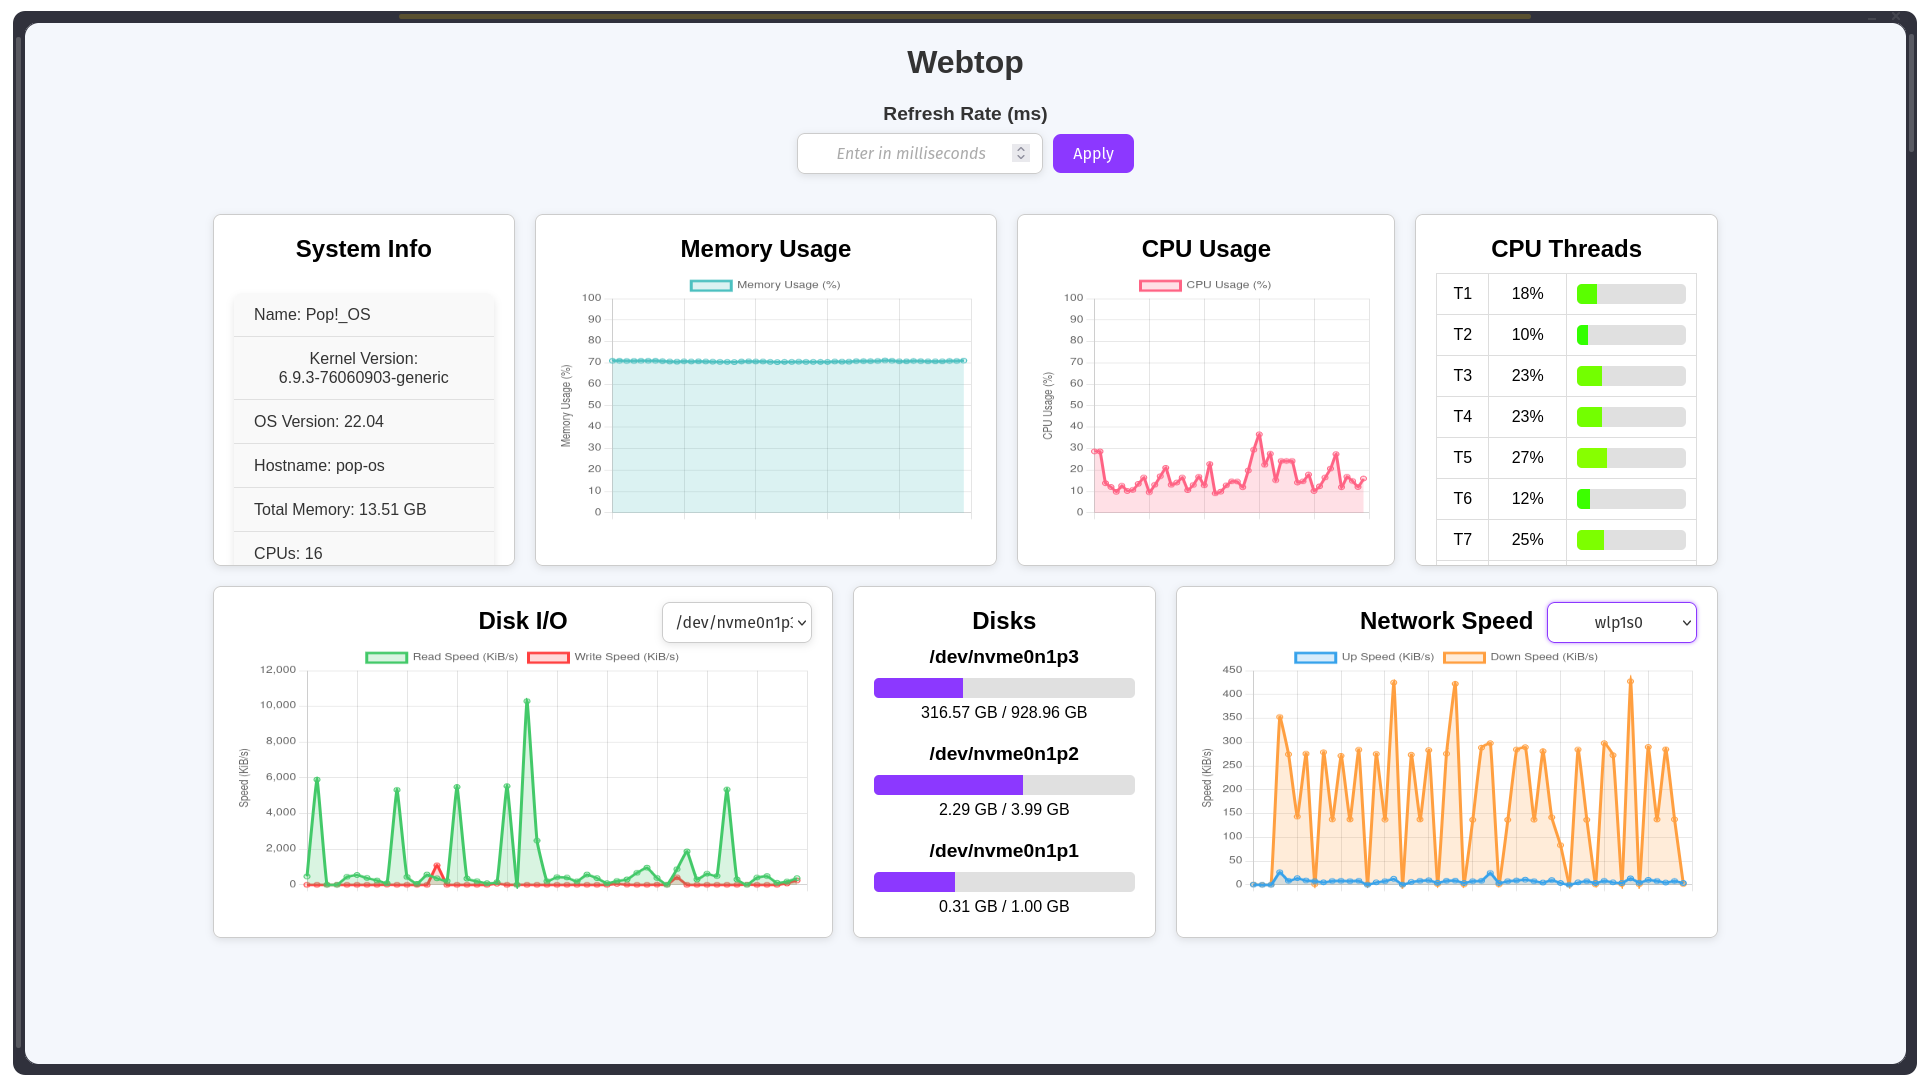 Webtop
Refresh Rate (ms)
Enter in milliseconds
Apply
System Info
Name: Pop!_OS
Kernel Version:
6.9.3-76060903-generic
OS Version: 22.04
Hostname: pop-os
Total Memory: 13.51 GB
CPUs: 16
Memory Usage
Memory Usage (%)
Memory Usage (%)
100
90
80
70
60
50
40
30
20
10
0
CPU Usage
CPU Usage (%)
CPU Usage (%)
100
90
80
70
60
50
40
30
20
10
0
CPU Threads
T1 18%
T2 10%
T3 23%
T4 23%
T5 27%
T6 12%
T7 25%
Disk I/O
/dev/nvme0n1p
Read Speed (KiB/s) Write Speed (KiB/s)
Speed (KiB/s)
12,000
10,000
8,000
6,000
4,000
2,000
0
Disks
/dev/nvme0n1p3
316.57 GB / 928.96 GB
/dev/nvme0n1p2
2.29 GB / 3.99 GB
/dev/nvme0n1p1
0.31 GB / 1.00 GB
Network Speed
wlp1s0
Up Speed (KiB/s) Down Speed (KiB/s)
Speed (KiB/s)
450
400
350
300
250
200
150
100
50
0